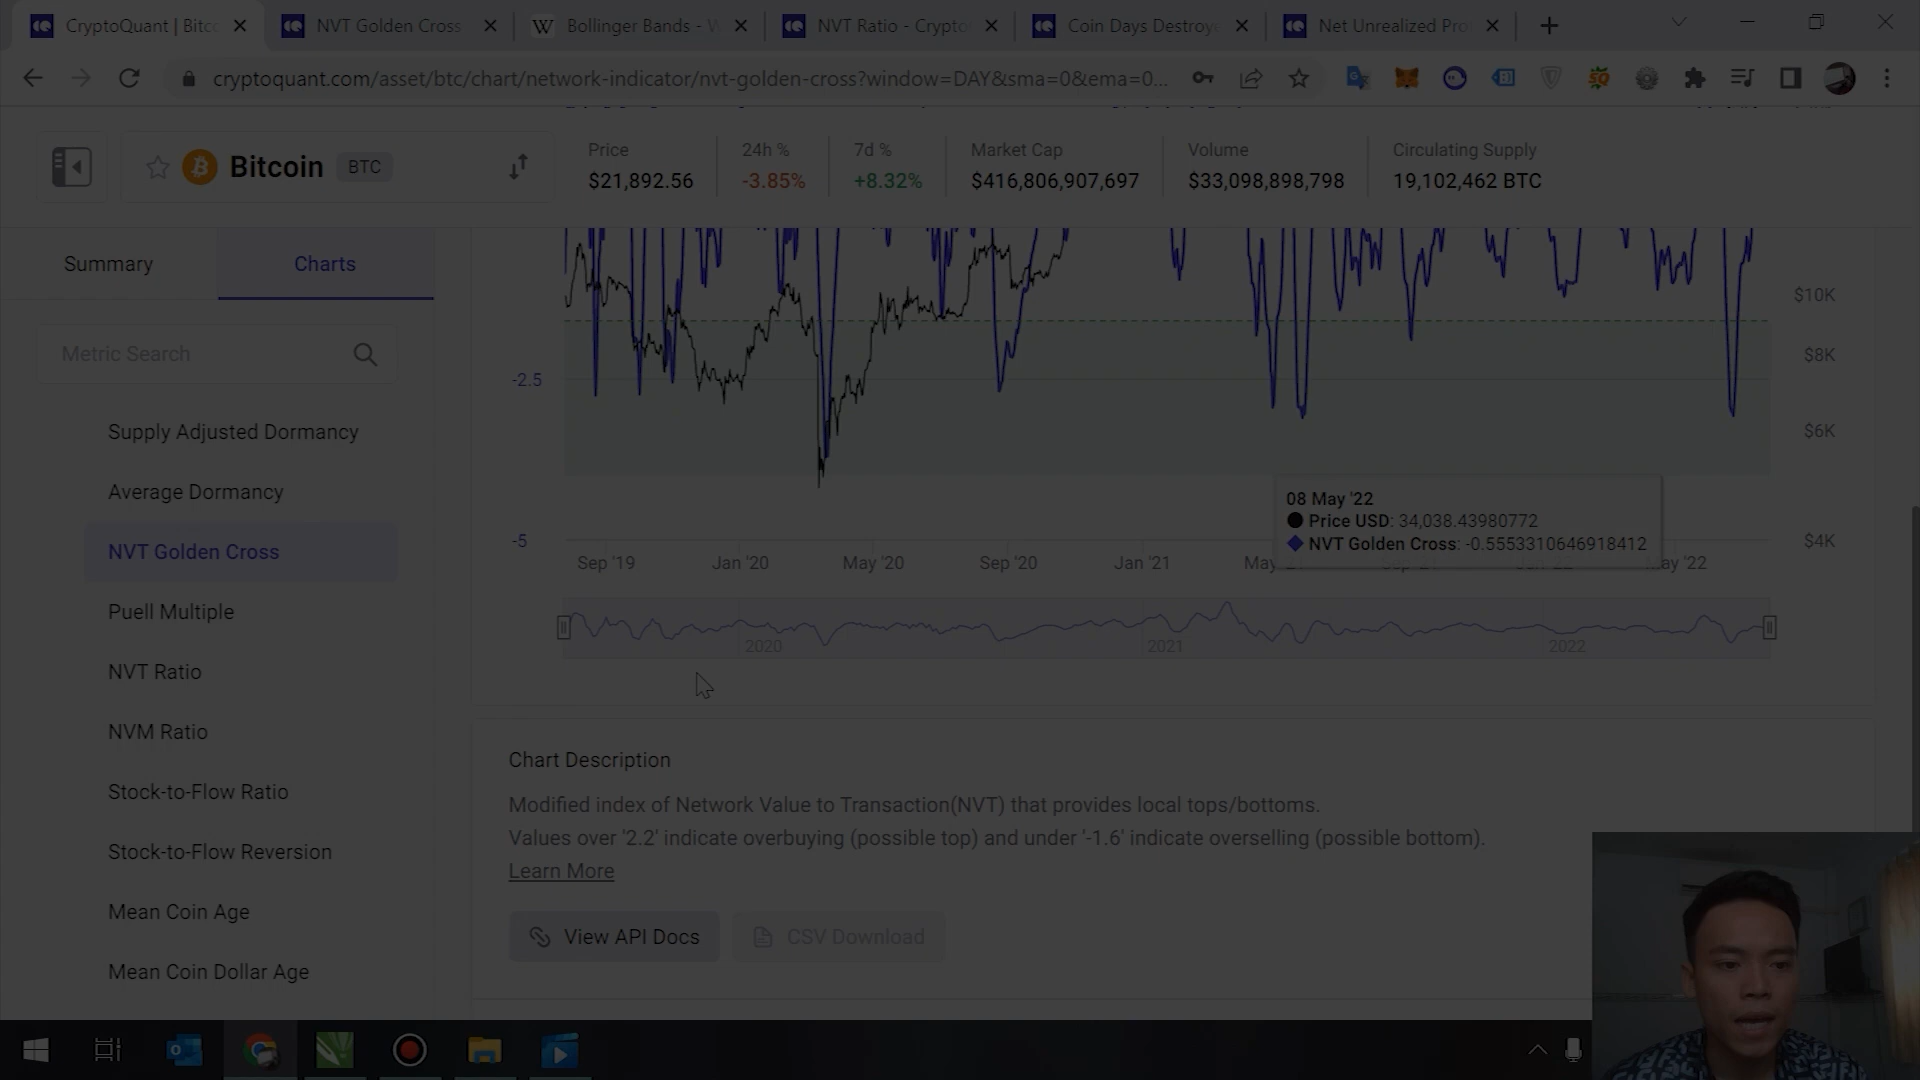 CryptoQuant | Bitco
NVT Golden Cross
Bollinger Bands - W
NVT Ratio - Crypto
Coin Days Destroye
Net Unrealized Prof
cryptoquant.com/asset/btc/chart/network-indicator/nvt-golden-cross?window=DAY&sma=0&ema=0...
Bitcoin BTC
Price
$21,892.56
24h %
-3.85%
7d %
+8.32%
Market Cap
$416,806,907,697
Volume
$33,098,898,798
Circulating Supply
19,102,462 BTC
Summary
Charts
Metric Search
Supply Adjusted Dormancy
Average Dormancy
NVT Golden Cross
Puell Multiple
NVT Ratio
NVM Ratio
Stock-to-Flow Ratio
Stock-to-Flow Reversion
Mean Coin Age
Mean Coin Dollar Age
-2.5
-5
$10K
$8K
$6K
$4K
08 May '22
Price USD: 34,038.43980772
NVT Golden Cross: -0.5553310646918412
Sep '19 Jan '20 May '20 Sep '20 Jan '21 May '22
2020 2021 2022
Chart Description
Modified index of Network Value to Transaction(NVT) that provides local tops/bottoms.
Values over '2.2' indicate overbuying (possible top) and under '-1.6' indicate overselling (possible bottom).
Learn More
View API Docs
CSV Download